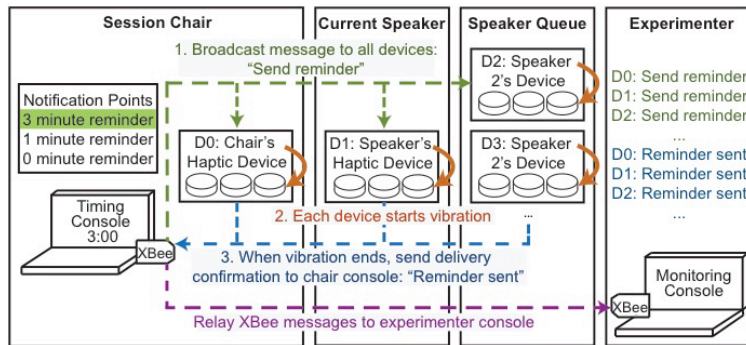 Session Chair
Current Speaker
Speaker Queue
Experimenter
1. Broadcast message to all devices:
“Send reminder”
Notification Points
3 minute reminder
1 minute reminder
0 minute reminder
D0: Chair’s
Haptic Device
D1: Speaker’s
Haptic Device
D2: Speaker
2’s Device
D3: Speaker
2’s Device
...
D0: Send reminder
D1: Send reminder
D2: Send reminder
...
D0: Reminder sent
D1: Reminder sent
D2: Reminder sent
...
2. Each device starts vibration
Timing
Console
3:00
XBee
3. When vibration ends, send delivery
confirmation to chair console: “Reminder sent”
Relay XBee messages to experimenter console
Monitoring
Console
XBee